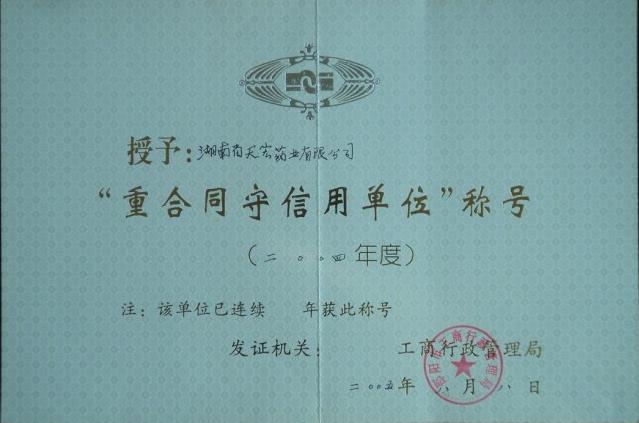 授予：湖南省天宏药业有限公司
“重合同守信用单位”称号
（二〇〇四年度）
注：该单位已连续 年获此称号
发证机关： 工商行政管理局
二〇〇五年六月八日